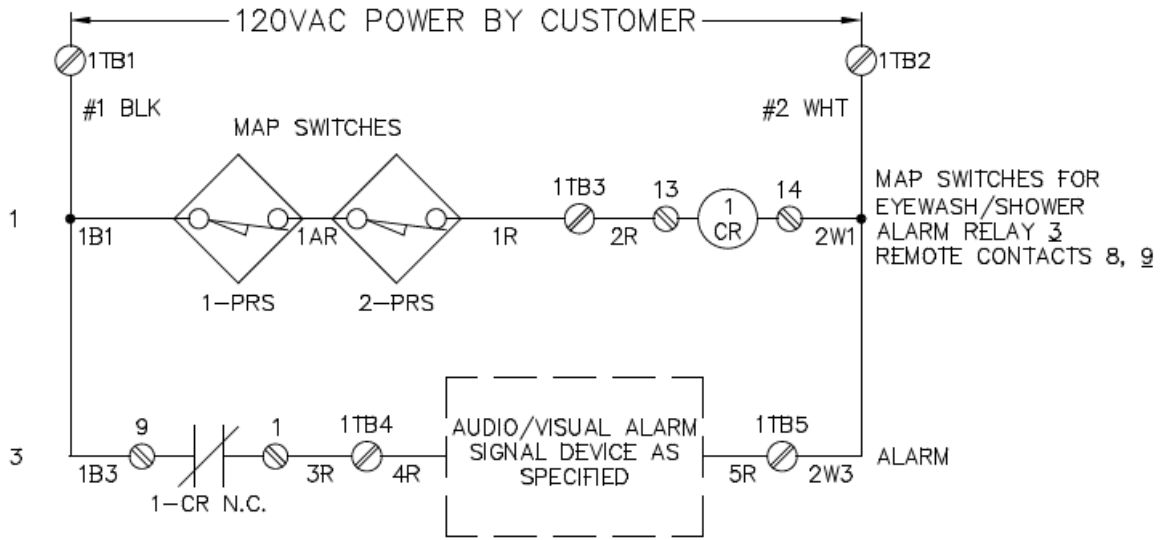 120VAC POWER BY CUSTOMER
1TB1
1TB2
#1 BLK
#2 WHT
MAP SWITCHES
1
1B1
1AR
1R
1TB3
2R
13
1
CR
14
2W1
1-PRS
2-PRS
MAP SWITCHES FOR
EYEWASH/SHOWER
ALARM RELAY 3
REMOTE CONTACTS 8, 9
3
1B3
9
1-CR N.C.
1
3R
1TB4
4R
AUDIO/VISUAL ALARM
SIGNAL DEVICE AS
SPECIFIED
5R
1TB5
2W3
ALARM